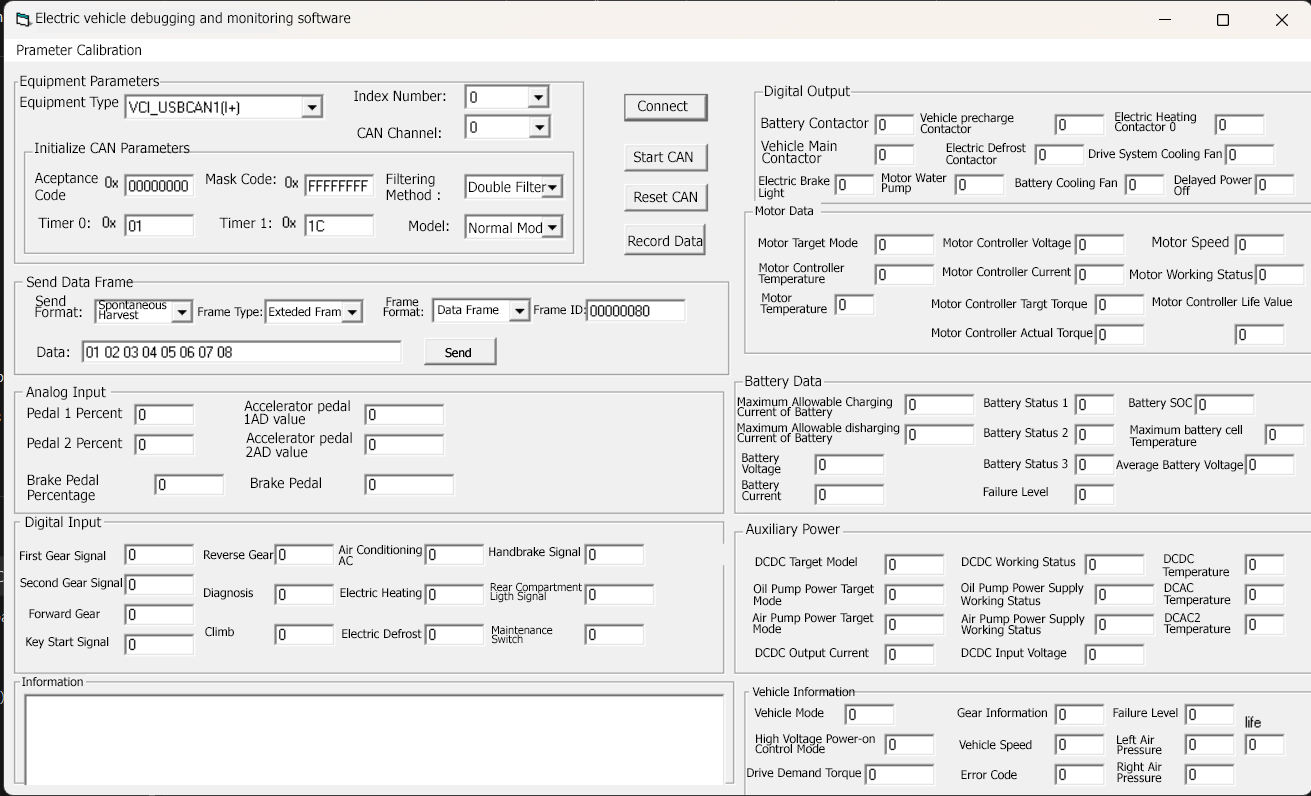 Electric vehicle debugging and monitoring software
Prameter Calibration
Equipment Parameters
Equipment Type VCI_USBCAN1(I+)
Index Number: 0
CAN Channel: 0
Initialize CAN Parameters
Aceptance
Code
0x 00000000
Mask Code: 0x FFFFFFFF
Filtering
Method :
Double Filter
Timer 0: 0x 01
Timer 1: 0x 1C
Model: Normal Mod
Connect
Start CAN
Reset CAN
Record Data
Send Data Frame
Send
Format:
Spontaneous
Harvest
Frame Type: Exteded Fram
Frame
Format:
Data Frame
Frame ID: 00000080
Data: 01 02 03 04 05 06 07 08
Send
Analog Input
Pedal 1 Percent 0
Accelerator pedal
1AD value
0
Pedal 2 Percent 0
Accelerator pedal
2AD value
0
Brake Pedal
Percentage
0
Brake Pedal 0
Digital Input
First Gear Signal 0
Reverse Gear 0
Air Conditioning
AC
0
Handbrake Signal 0
Second Gear Signal 0
Diagnosis 0
Electric Heating 0
Rear Compartment
Ligth Signal
0
Forward Gear 0
Key Start Signal 0
Climb 0
Electric Defrost 0
Maintenance
Switch
0
Information
Digital Output
Battery Contactor 0
Vehicle precharge
Contactor
0
Electric Heating
Contactor 0
0
Vehicle Main
Contactor
0
Electric Defrost
Contactor
0
Drive System Cooling Fan 0
Electric Brake
Light
0
Motor Water
Pump
0
Battery Cooling Fan 0
Delayed Power
Off
0
Motor Data
Motor Target Mode 0
Motor Controller Voltage 0
Motor Speed 0
Motor Controller
Temperature
0
Motor Controller Current 0
Motor Working Status 0
Motor
Temperature
0
Motor Controller Targt Torque 0
Motor Controller Life Value
Motor Controller Actual Torque 0
0
Battery Data
Maximum Allowable Charging
Current of Battery
0
Battery Status 1 0
Battery SOC 0
Maximum Allowable disharging
Current of Battery
0
Battery Status 2 0
Maximum battery cell
Temperature
0
Battery
Voltage
0
Battery Status 3 0
Average Battery Voltage 0
Battery
Current
0
Failure Level 0
Auxiliary Power
DCDC Target Model 0
DCDC Working Status 0
DCDC
Temperature
0
Oil Pump Power Target
Mode
0
Oil Pump Power Supply
Working Status
0
DCAC
Temperature
0
Air Pump Power Target
Mode
0
Air Pump Power Supply
Working Status
0
DCAC2
Temperature
0
DCDC Output Current 0
DCDC Input Voltage 0
Vehicle Information
Vehicle Mode 0
Gear Information 0
Failure Level 0
life
0
High Voltage Power-on
Control Mode
0
Vehicle Speed 0
Left Air
Pressure
0
Drive Demand Torque 0
Error Code 0
Right Air
Pressure
0